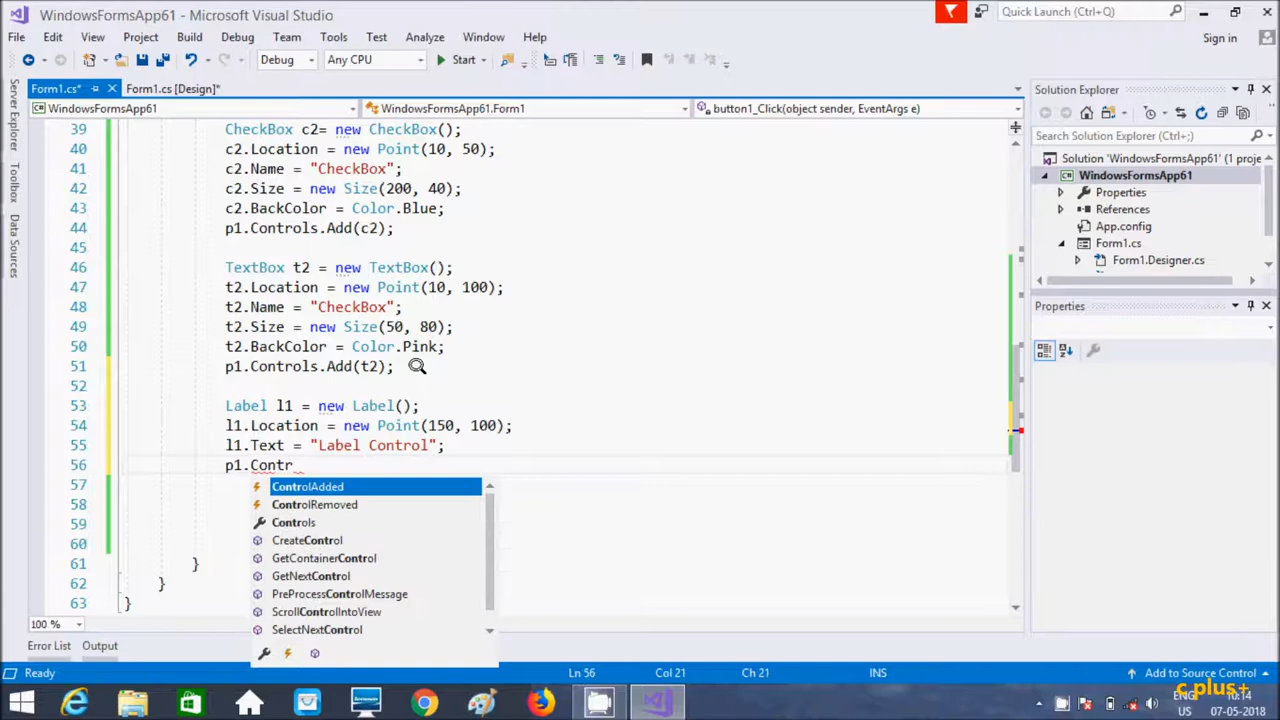 WindowsFormsApp61 - Microsoft Visual Studio
Quick Launch (Ctrl+Q)
File Edit View Project Build Debug Team Tools Test Analyze Window Help
Sign in
Debug Any CPU Start
Form1.cs* Form1.cs [Design]*
WindowsFormsApp61 WindowsFormsApp61.Form1 button1_Click(object sender, EventArgs e)
Server Explorer
Toolbox
Data Sources
39 CheckBox c2= new CheckBox();
40 c2.Location = new Point(10, 50);
41 c2.Name = "CheckBox";
42 c2.Size = new Size(200, 40);
43 c2.BackColor = Color.Blue;
44 p1.Controls.Add(c2);
45
46 TextBox t2 = new TextBox();
47 t2.Location = new Point(10, 100);
48 t2.Name = "CheckBox";
49 t2.Size = new Size(50, 80);
50 t2.BackColor = Color.Pink;
51 p1.Controls.Add(t2);
52
53 Label l1 = new Label();
54 l1.Location = new Point(150, 100);
55 l1.Text = "Label Control";
56 p1.Contr
57
58
59
60
61 }
62 }
63 }
ControlAdded
ControlRemoved
Controls
CreateControl
GetContainerControl
GetNextControl
PreProcessControlMessage
ScrollControlIntoView
SelectNextControl
Solution Explorer
Search Solution Explorer (Ctrl+;)
Solution 'WindowsFormsApp61' (1 proje
WindowsFormsApp61
Properties
References
App.config
Form1.cs
Form1.Designer.cs
Properties
100 %
Error List Output
Ready Ln 56 Col 21 Ch 21 INS Add to Source Control
c plus+
ENG 10:14
US 07-05-2018